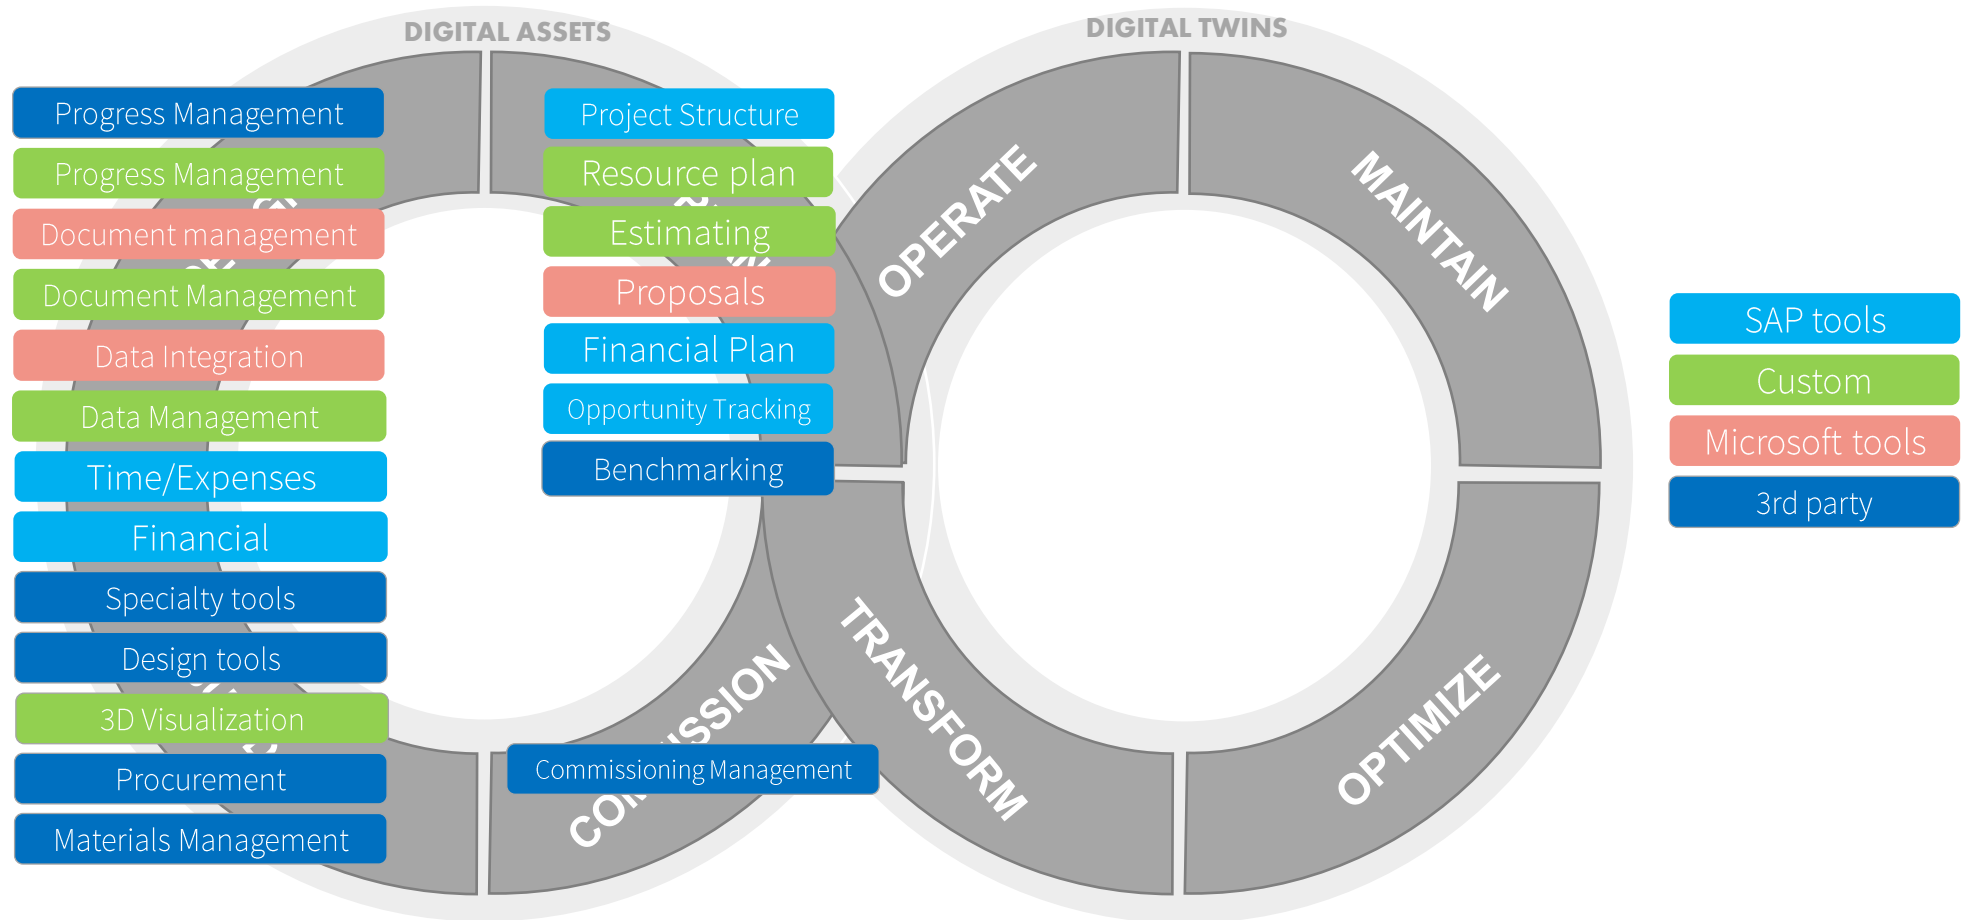 DIGITAL ASSETS
DIGITAL TWINS
Progress Management
Progress Management
Document management
Document Management
Data Integration
Data Management
Time/Expenses
Financial
Specialty tools
Design tools
3D Visualization
Procurement
Materials Management
Project Structure
Resource plan
Estimating
Proposals
Financial Plan
Opportunity Tracking
Benchmarking
Commissioning Management
OPERATE
MAINTAIN
TRANSFORM
OPTIMIZE
SAP tools
Custom
Microsoft tools
3rd party